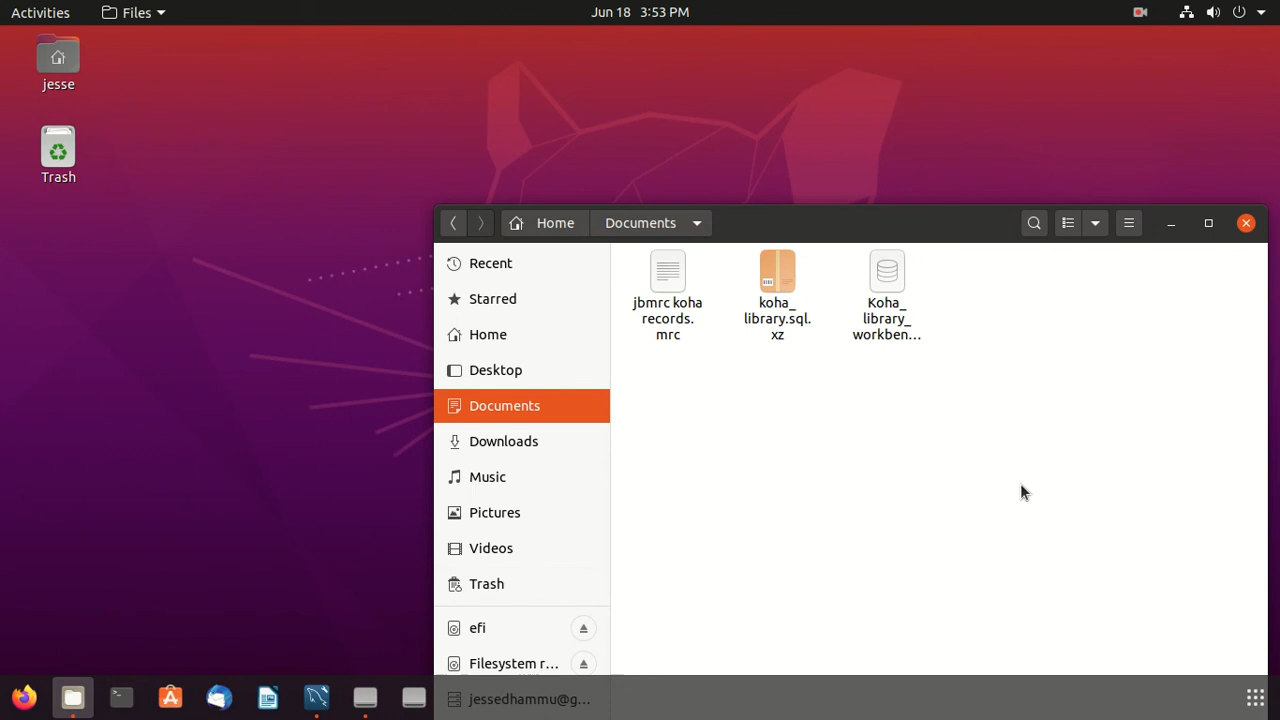 Activities
Files
Jun 18 3:53 PM
jesse
Trash
Home
Documents
Recent
Starred
Home
Desktop
Documents
Downloads
Music
Pictures
Videos
Trash
efi
Filesystem r...
jessedhammu@g...
jbmrc koha
records.
mrc
koha_
library.sql.
xz
Koha_
library_
workben...